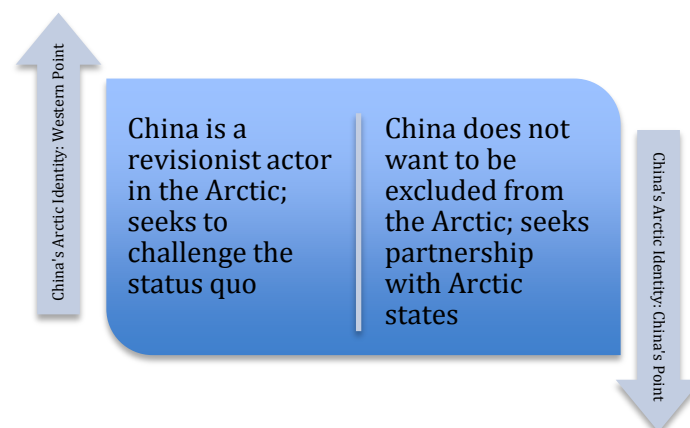 China's Arctic Identity: Western Point
China is a
revisionist actor
in the Arctic;
seeks to
challenge the
status quo
China does not
want to be
excluded from
the Arctic; seeks
partnership
with Arctic
states
China's Arctic Identity: China's Point